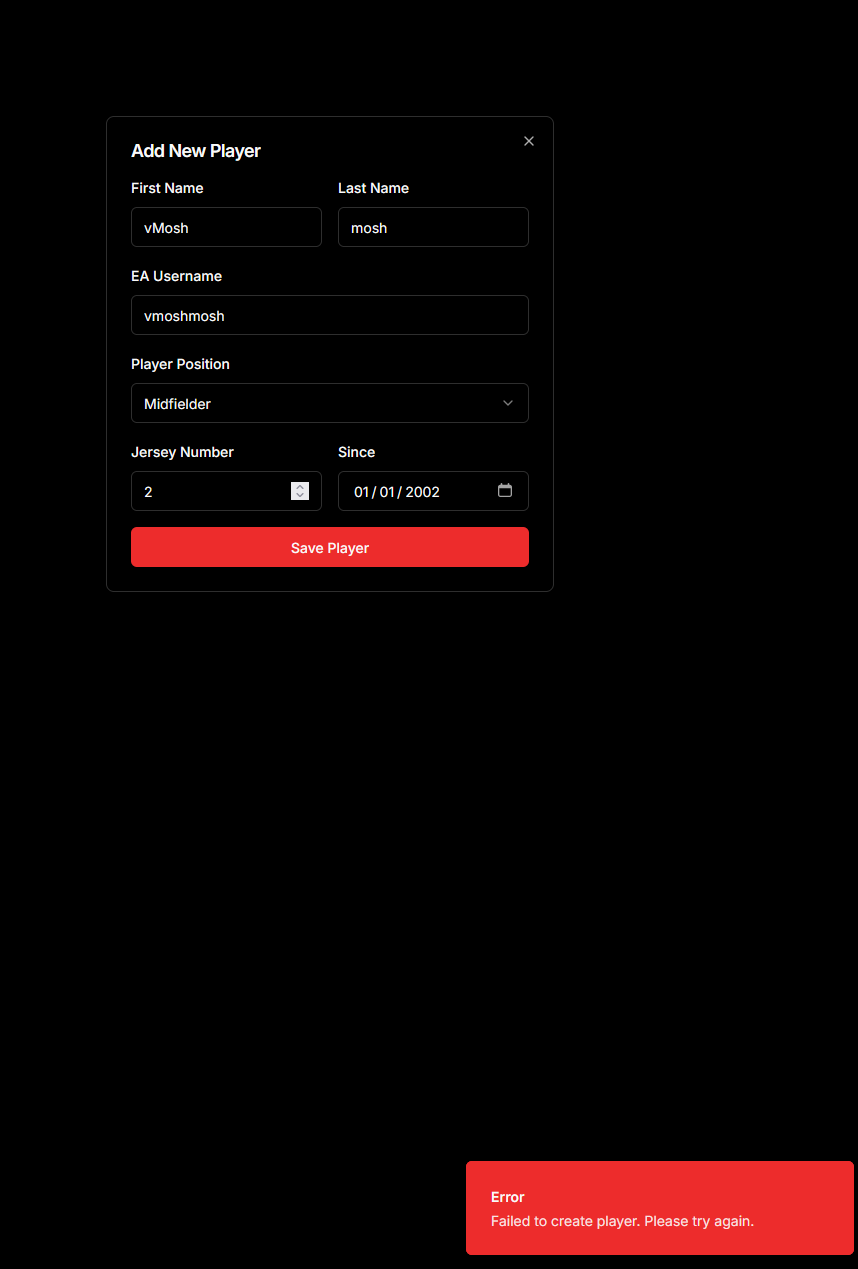 Add New Player
First Name Last Name
vMosh mosh
EA Username
vmoshmosh
Player Position
Midfielder
Jersey Number Since
2 01/01/2002
Save Player
Error
Failed to create player. Please try again.